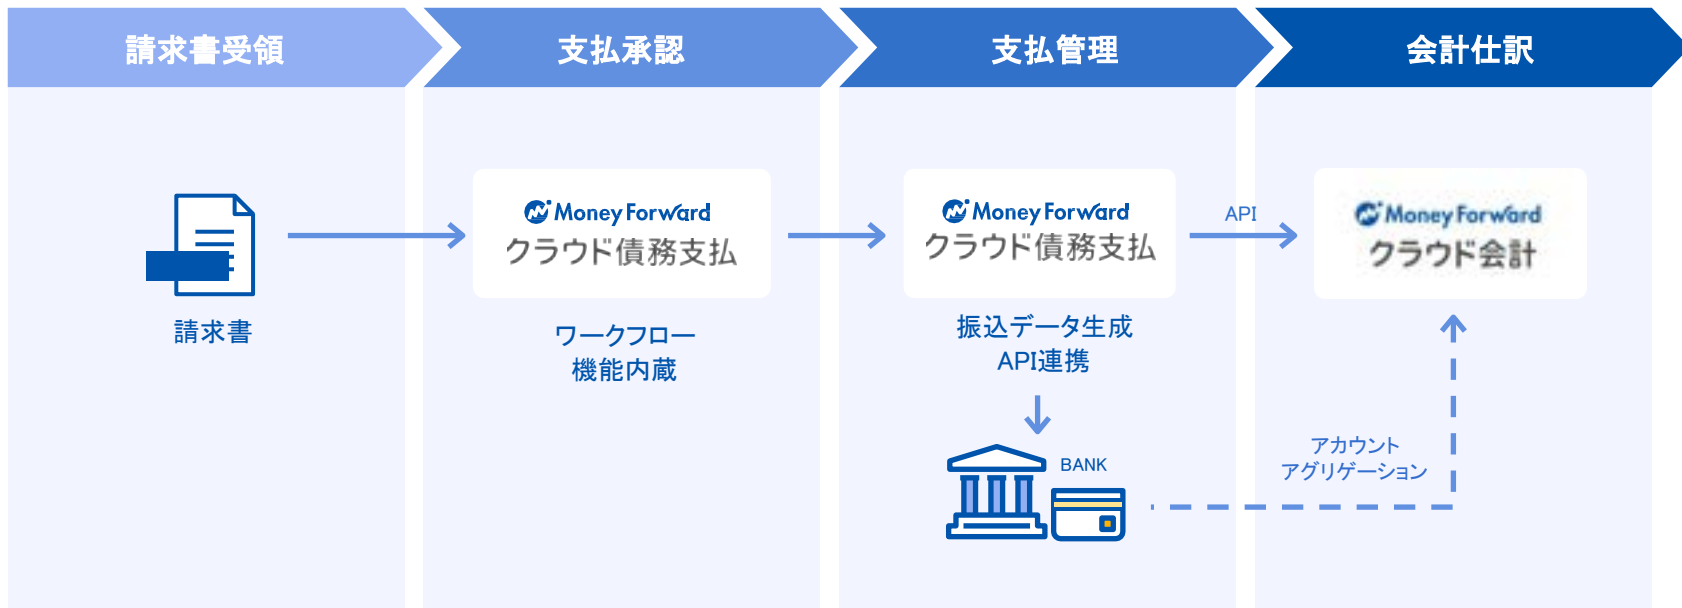 請求書受領
支払承認
支払管理
会計仕訳
請求書
Money Forward
クラウド債務支払
ワークフロー
機能内蔵
Money Forward
クラウド債務支払
振込データ生成
API連携
BANK
API
Money Forward
クラウド会計
アカウント
アグリゲーション